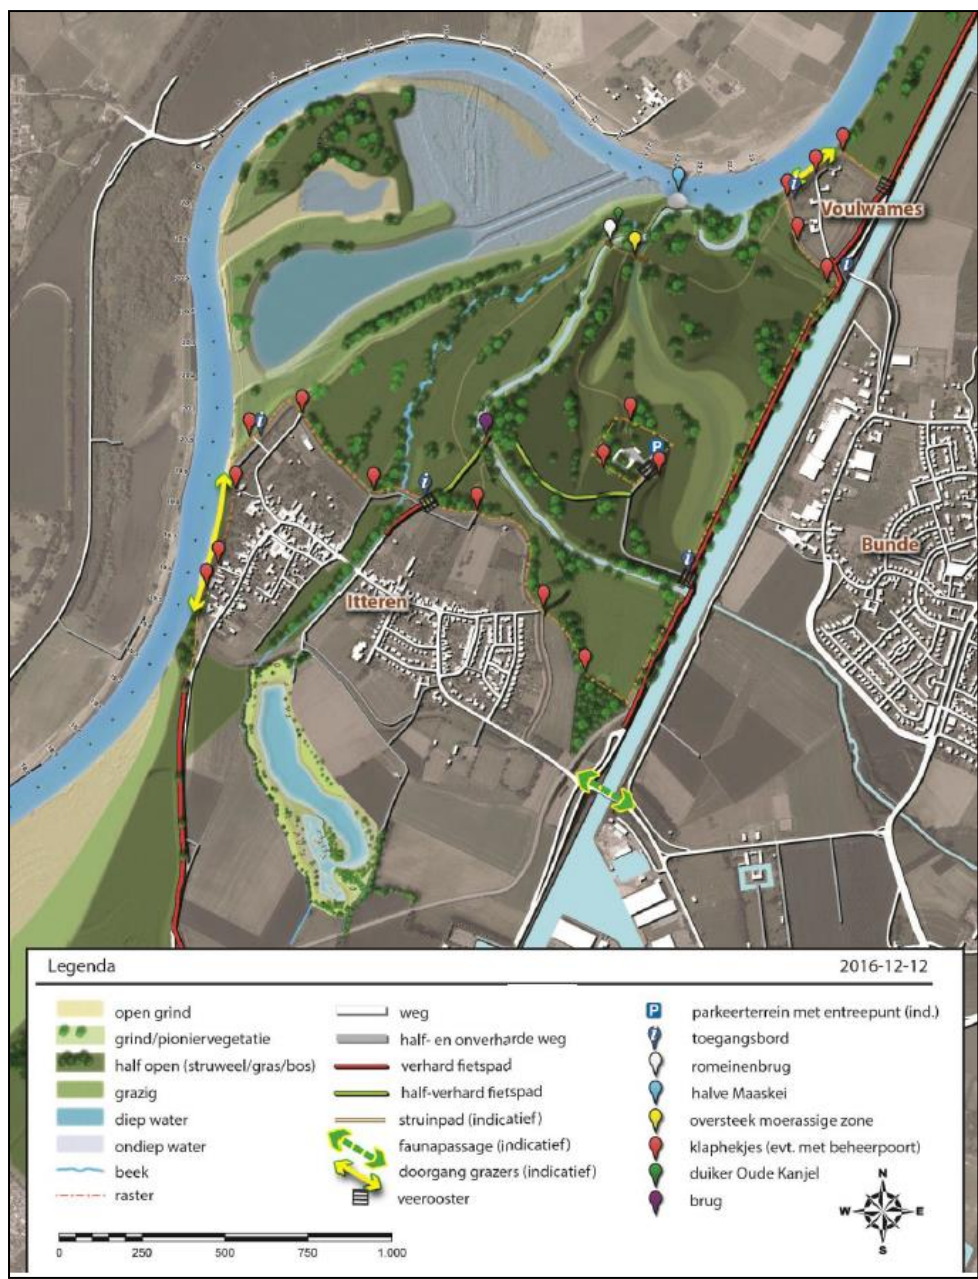 Voulwames
Bunde
Itteren
P
Legenda
2016-12-12
open grind
grind/pioniervegetatie
half open (struweel/gras/bos)
grazig
diep water
ondiep water
beek
raster
weg
half- en onverharde weg
verhard fietspad
half-verhard fietspad
struinpad (indicatief)
faunapassage (indicatief)
doorgang grazers (indicatief)
veerooster
P parkeerterrein met entreepunt (ind.)
i toegangsbord
romeinenbrug
halve Maaskei
oversteek moerassige zone
klaphekjes (evt. met beheerpoort)
duiker Oude Kanjel
brug
N
W E
S
0 250 500 750 1.000